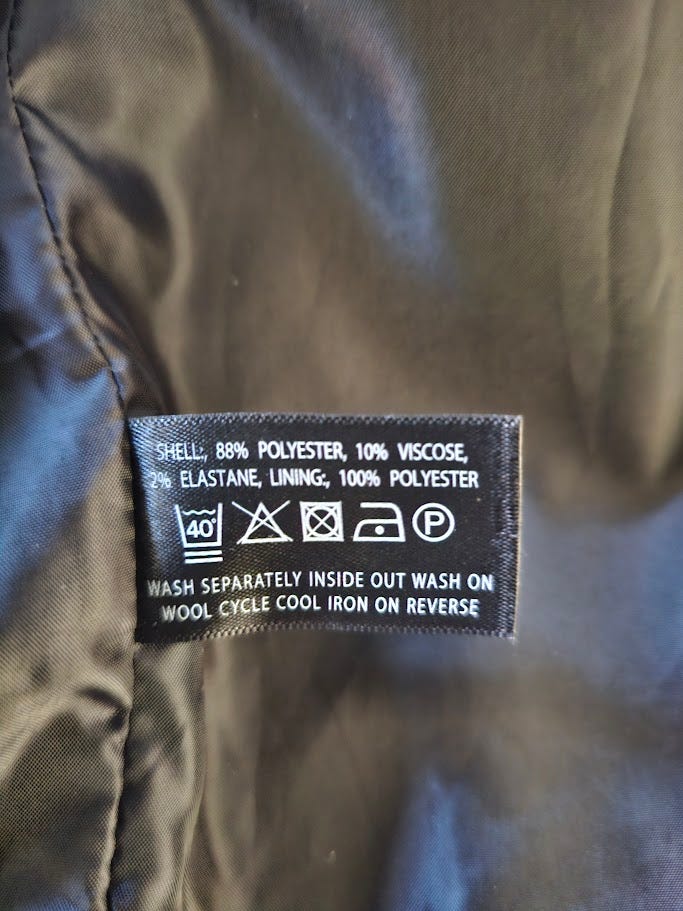 SHELL:, 88% POLYESTER, 10% VISCOSE,
2% ELASTANE, LINING:, 100% POLYESTER
40° P
WASH SEPARATELY INSIDE OUT WASH ON
WOOL CYCLE COOL IRON ON REVERSE